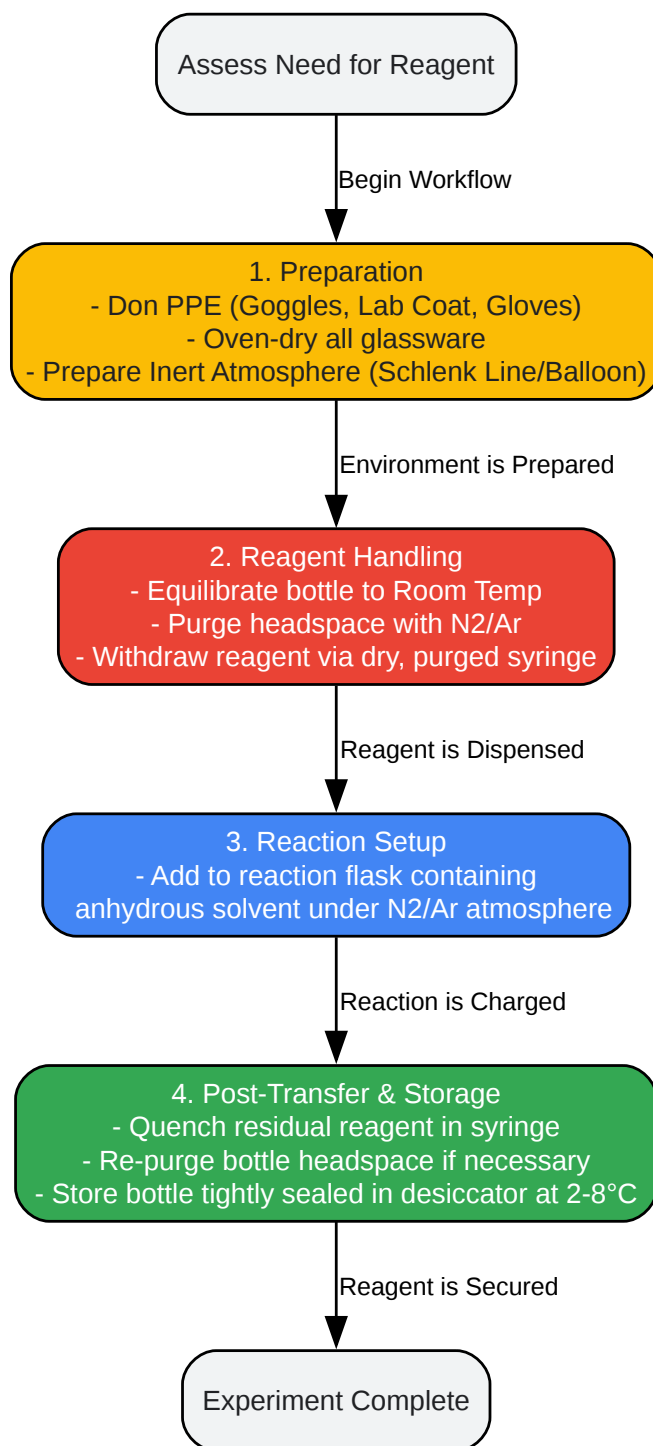 Assess Need for Reagent
Begin Workflow
1. Preparation
- Don PPE (Goggles, Lab Coat, Gloves)
- Oven-dry all glassware
- Prepare Inert Atmosphere (Schlenk Line/Balloon)
Environment is Prepared
2. Reagent Handling
- Equilibrate bottle to Room Temp
- Purge headspace with N2/Ar
- Withdraw reagent via dry, purged syringe
Reagent is Dispensed
3. Reaction Setup
- Add to reaction flask containing
anhydrous solvent under N2/Ar atmosphere
Reaction is Charged
4. Post-Transfer & Storage
- Quench residual reagent in syringe
- Re-purge bottle headspace if necessary
- Store bottle tightly sealed in desiccator at 2-8°C
Reagent is Secured
Experiment Complete